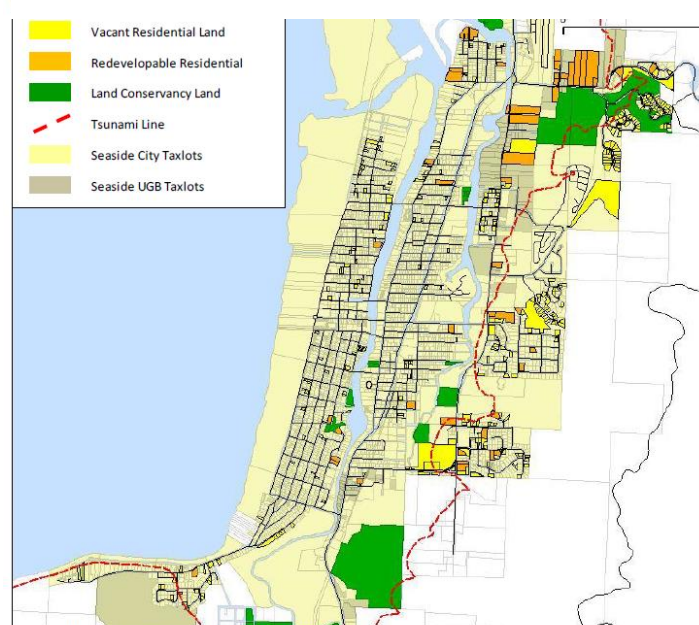 Vacant Residential Land
Redevelopable Residential
Land Conservancy Land
Tsunami Line
Seaside City Taxlots
Seaside UGB Taxlots